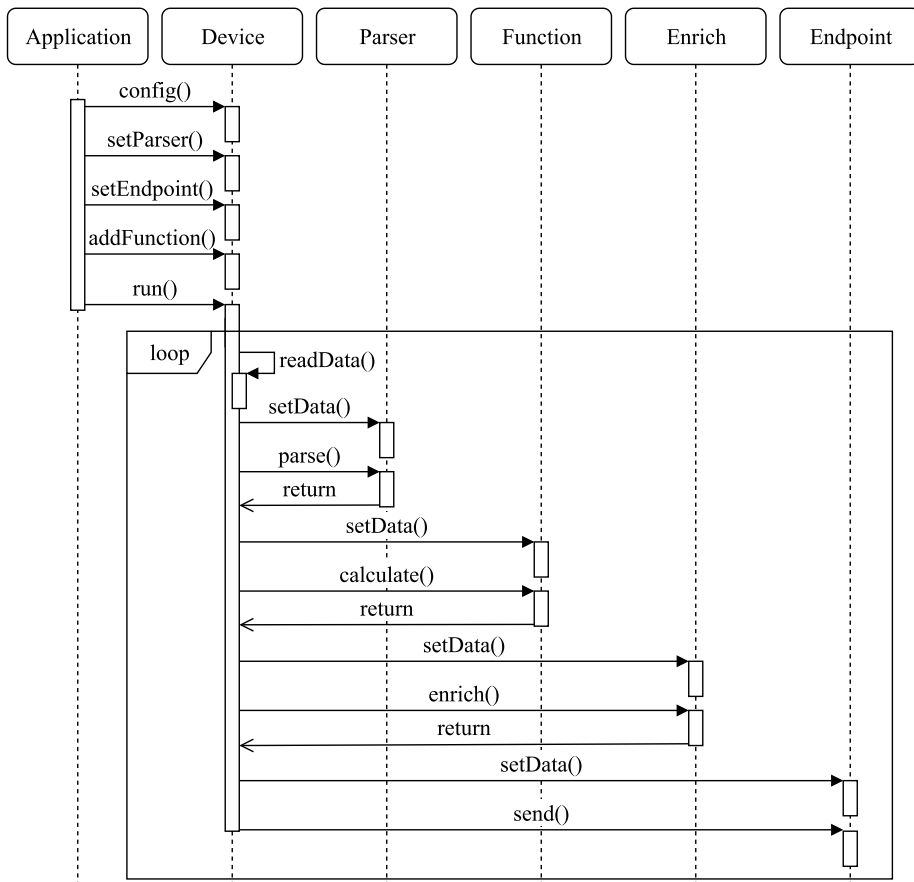 Application Device Parser Function Enrich Endpoint
config()
setParser()
setEndpoint()
addFunction()
run()
loop
readData()
setData()
parse()
return
setData()
calculate()
return
setData()
enrich()
return
setData()
send()